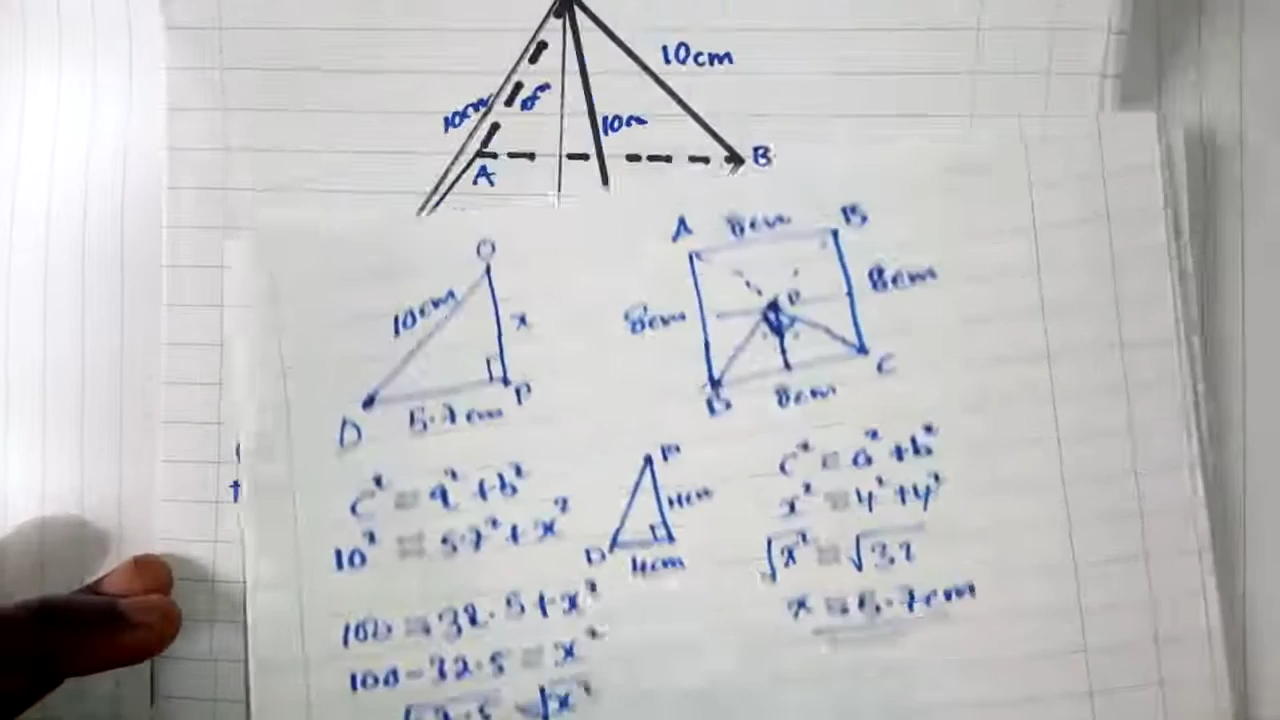 10cm
10cm
10cm
10cm
A
B
O
10cm
x
D
5.7cm
P
A 8cm B
8cm
8cm
P
C
8cm
c² = a² + b²
10² = 5.7² + x²
100 = 32.5 + x²
100 - 32.5 = x²
P
4cm
D
4cm
c² = a² + b²
x² = 4² + 4²
√x² = √32
x = 5.7cm